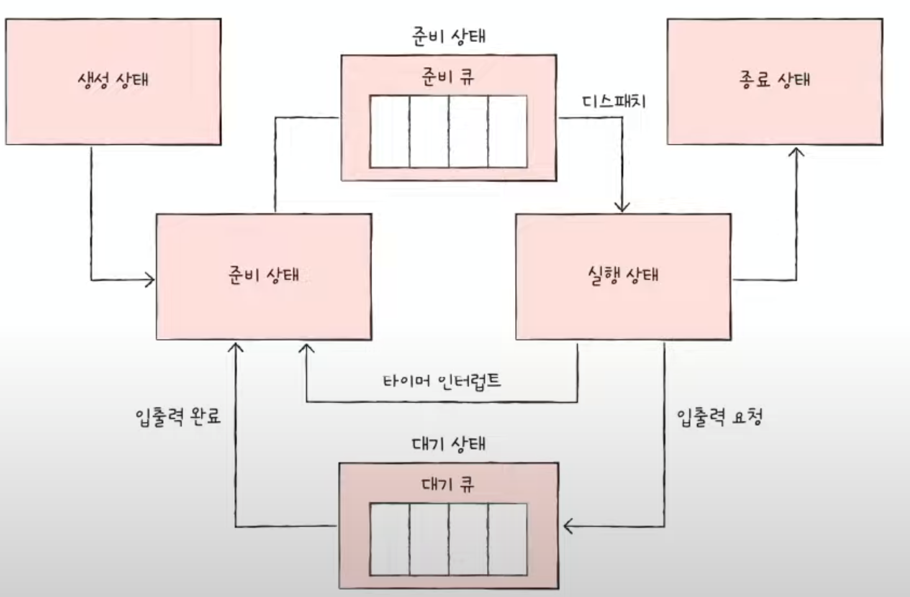 준비 상태
생성 상태
준비 큐
종료 상태
디스패치
준비 상태
실행 상태
타이머 인터럽트
입출력 완료
입출력 요청
대기 상태
대기 큐